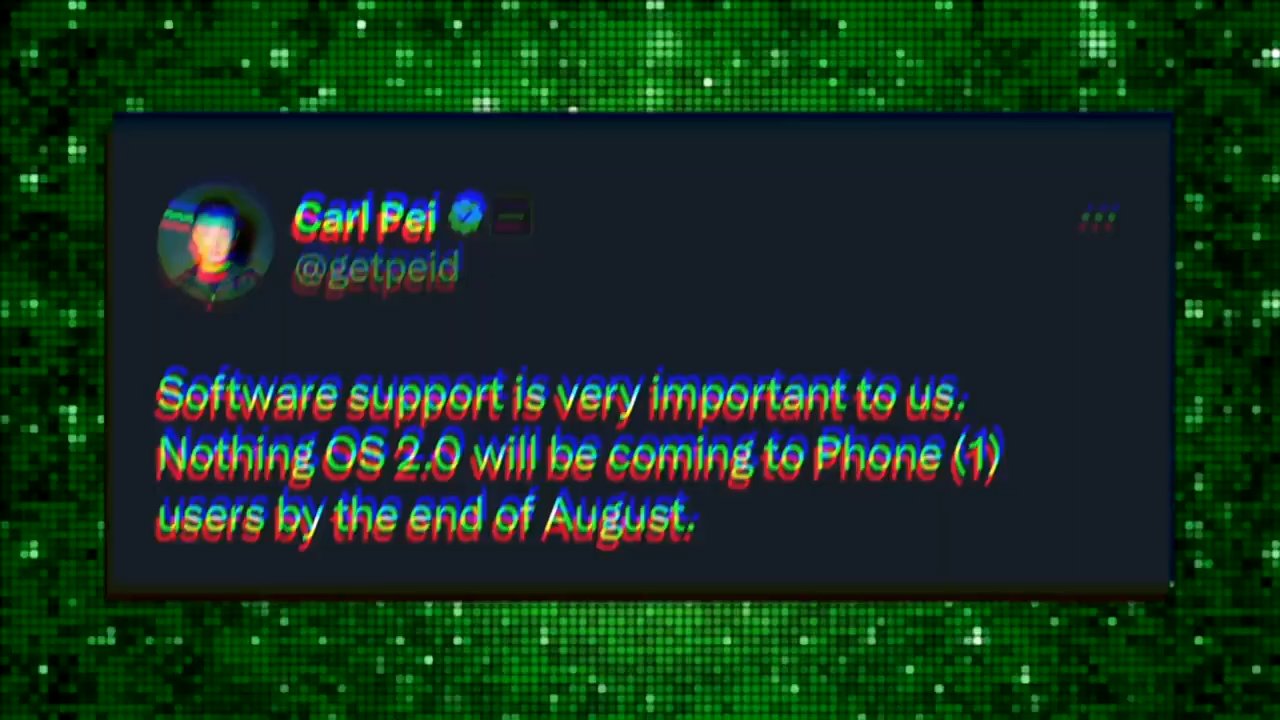 Carl Pei
@getpeid
Software support is very important to us.
Nothing OS 2.0 will be coming to Phone (1)
users by the end of August.